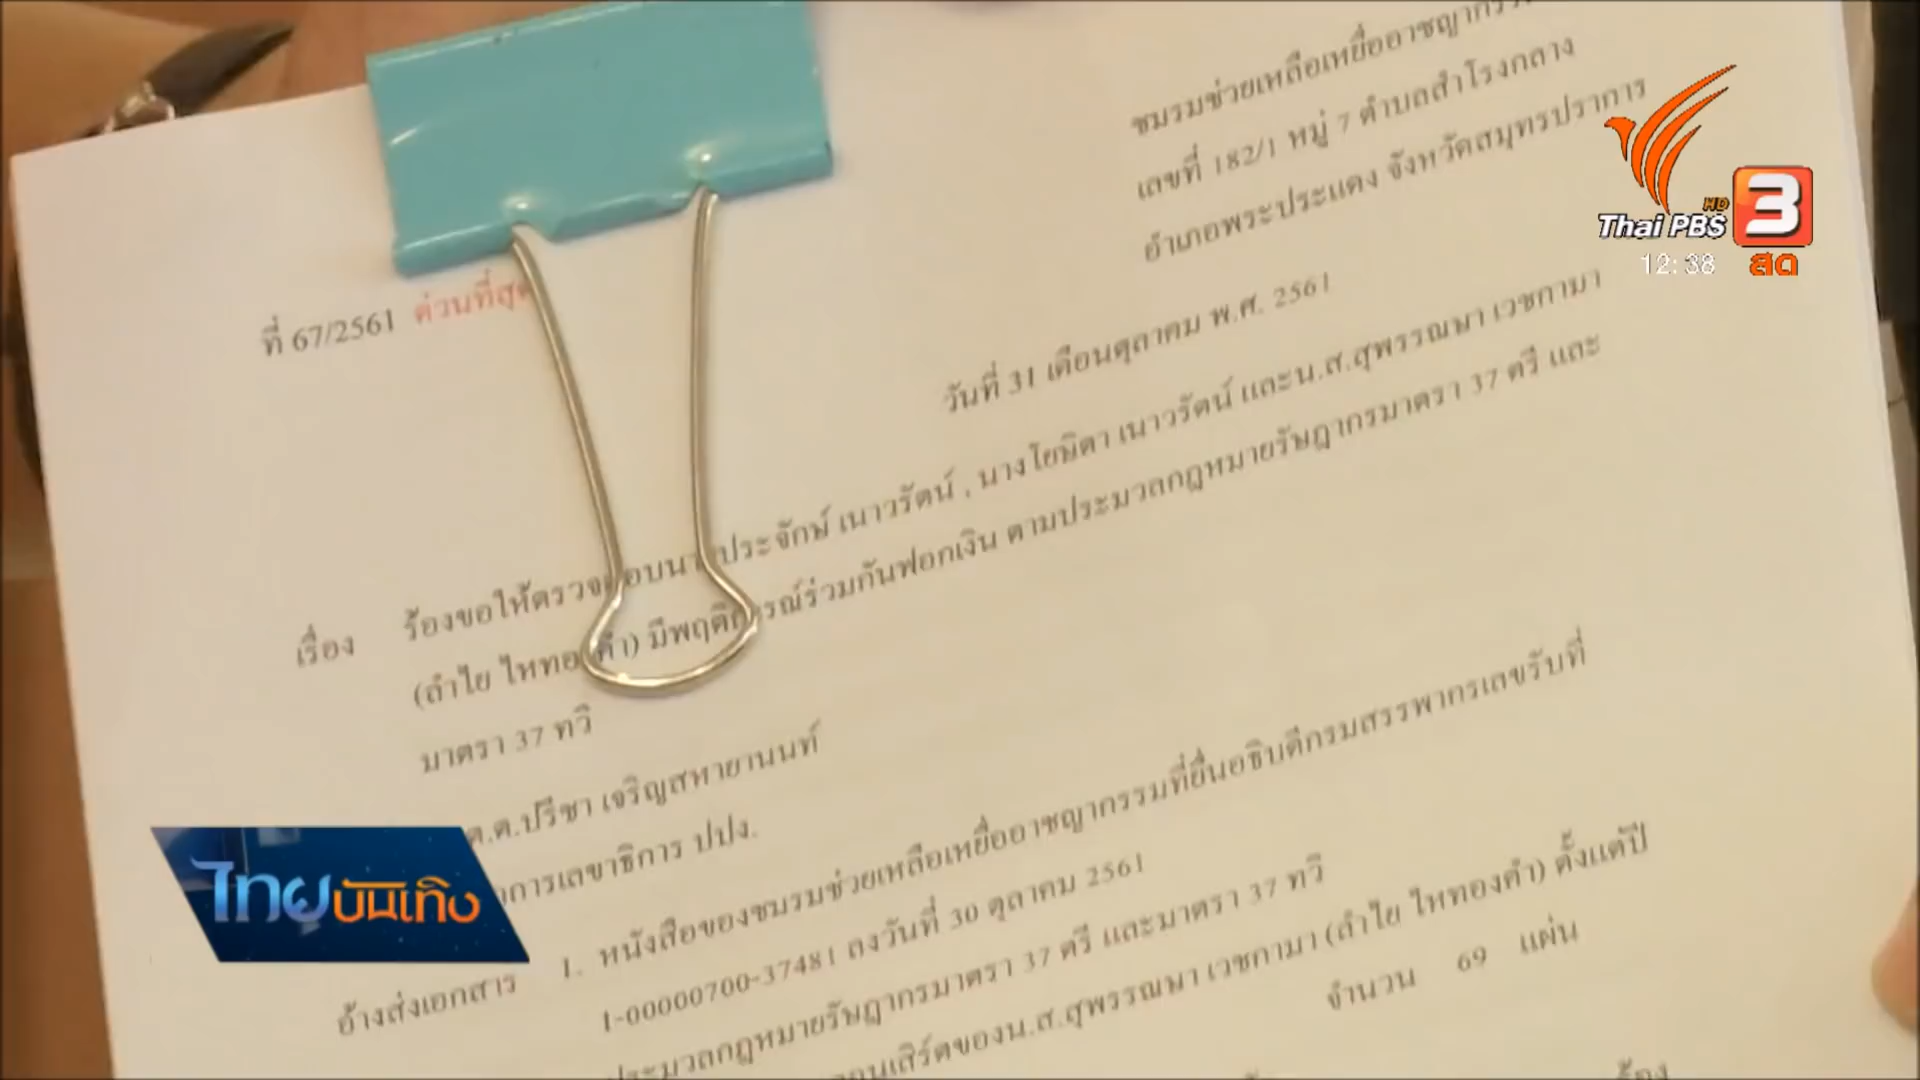 ชมรมช่วยเหลือเหยื่ออาชญากรรม
เลขที่ 182/1 หมู่ 7 ตำบลสำโรงกลาง
อำเภอพระประแดง จังหวัดสมุทรปราการ
Thai PBS HD 3
12:38 สด
ที่ 67/2561 ด่วนที่สุด
วันที่ 31 เดือนตุลาคม พ.ศ. 2561
เรื่อง ร้องขอให้ตรวจสอบนายประจักษ์ เนาวรัตน์ , นางโยษิตา เนาวรัตน์ และน.ส.สุพรรณษา เวชกามา
(ลำไย ไหทองคำ) มีพฤติการณ์ร่วมกันฟอกเงิน ตามประมวลกฎหมายรัษฎากรมาตรา 37 ตรี และ
มาตรา 37 ทวิ
ต.ต.ปรีชา เจริญสหายานนท์
การเลขาธิการ ปปง.
ไทยบันเทิง
อ้างส่งเอกสาร 1. หนังสือของชมรมช่วยเหลือเหยื่ออาชญากรรมที่ยื่นอธิบดีกรมสรรพากรเลขรับที่
1-00000700-37481 ลงวันที่ 30 ตุลาคม 2561
ประมวลกฎหมายรัษฎากรมาตรา 37 ตรี และมาตรา 37 ทวิ
คอนเสิร์ตของน.ส.สุพรรณษา เวชกามา (ลำไย ไหทองคำ) ตั้งแต่ปี
จำนวน 69 แผ่น